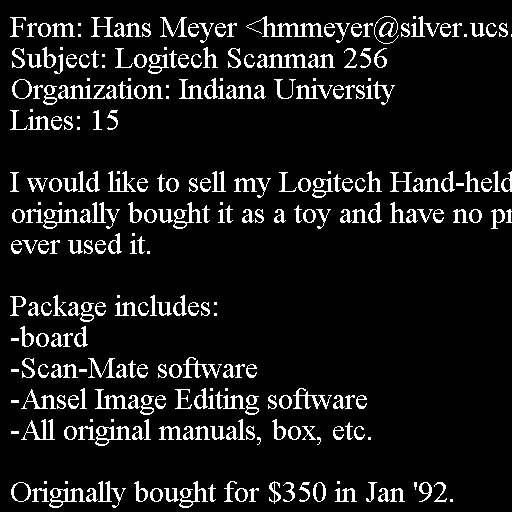 From: Hans Meyer <hmmeyer@silver.ucs.
Subject: Logitech Scanman 256
Organization: Indiana University
Lines: 15

I would like to sell my Logitech Hand-held
originally bought it as a toy and have no pr
ever used it.

Package includes:
-board
-Scan-Mate software
-Ansel Image Editing software
-All original manuals, box, etc.

Originally bought for $350 in Jan '92.